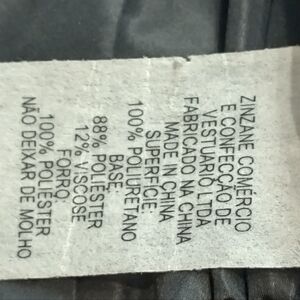 ZINZANE COMÉRCIO
E CONFECÇÃO DE
VESTUÁRIO LTDA
FABRICADO NA CHINA
MADE IN CHINA
SUPERFICIE:
100% POLIURETANO
BASE:
88% POLIÉSTER
12% VISCOSE
FORRO:
100% POLIÉSTER
NÃO DEIXAR DE MOLHO